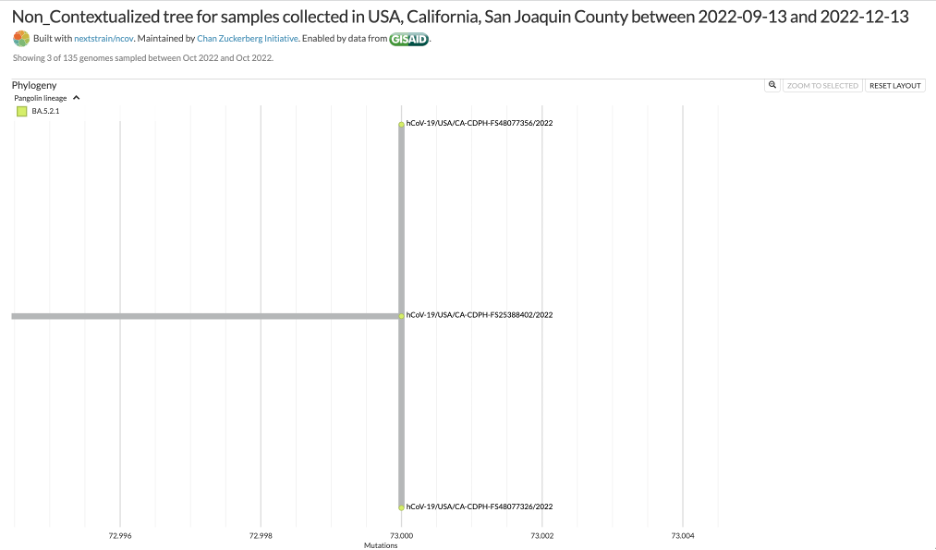 Non_Contextualized tree for samples collected in USA, California, San Joaquin County between 2022-09-13 and 2022-12-13
Built with nextstrain/ncov. Maintained by Chan Zuckerberg Initiative. Enabled by data from GISAID.
Showing 3 of 135 genomes sampled between Oct 2022 and Oct 2022.
Phylogeny
ZOOM TO SELECTED RESET LAYOUT
Pangolin lineage
BA.5.2.1
hCoV-19/USA/CA-CDPH-FS48077356/2022
hCoV-19/USA/CA-CDPH-FS25388402/2022
hCoV-19/USA/CA-CDPH-FS48077326/2022
72.996 72.998 73.000 73.002 73.004
Mutations